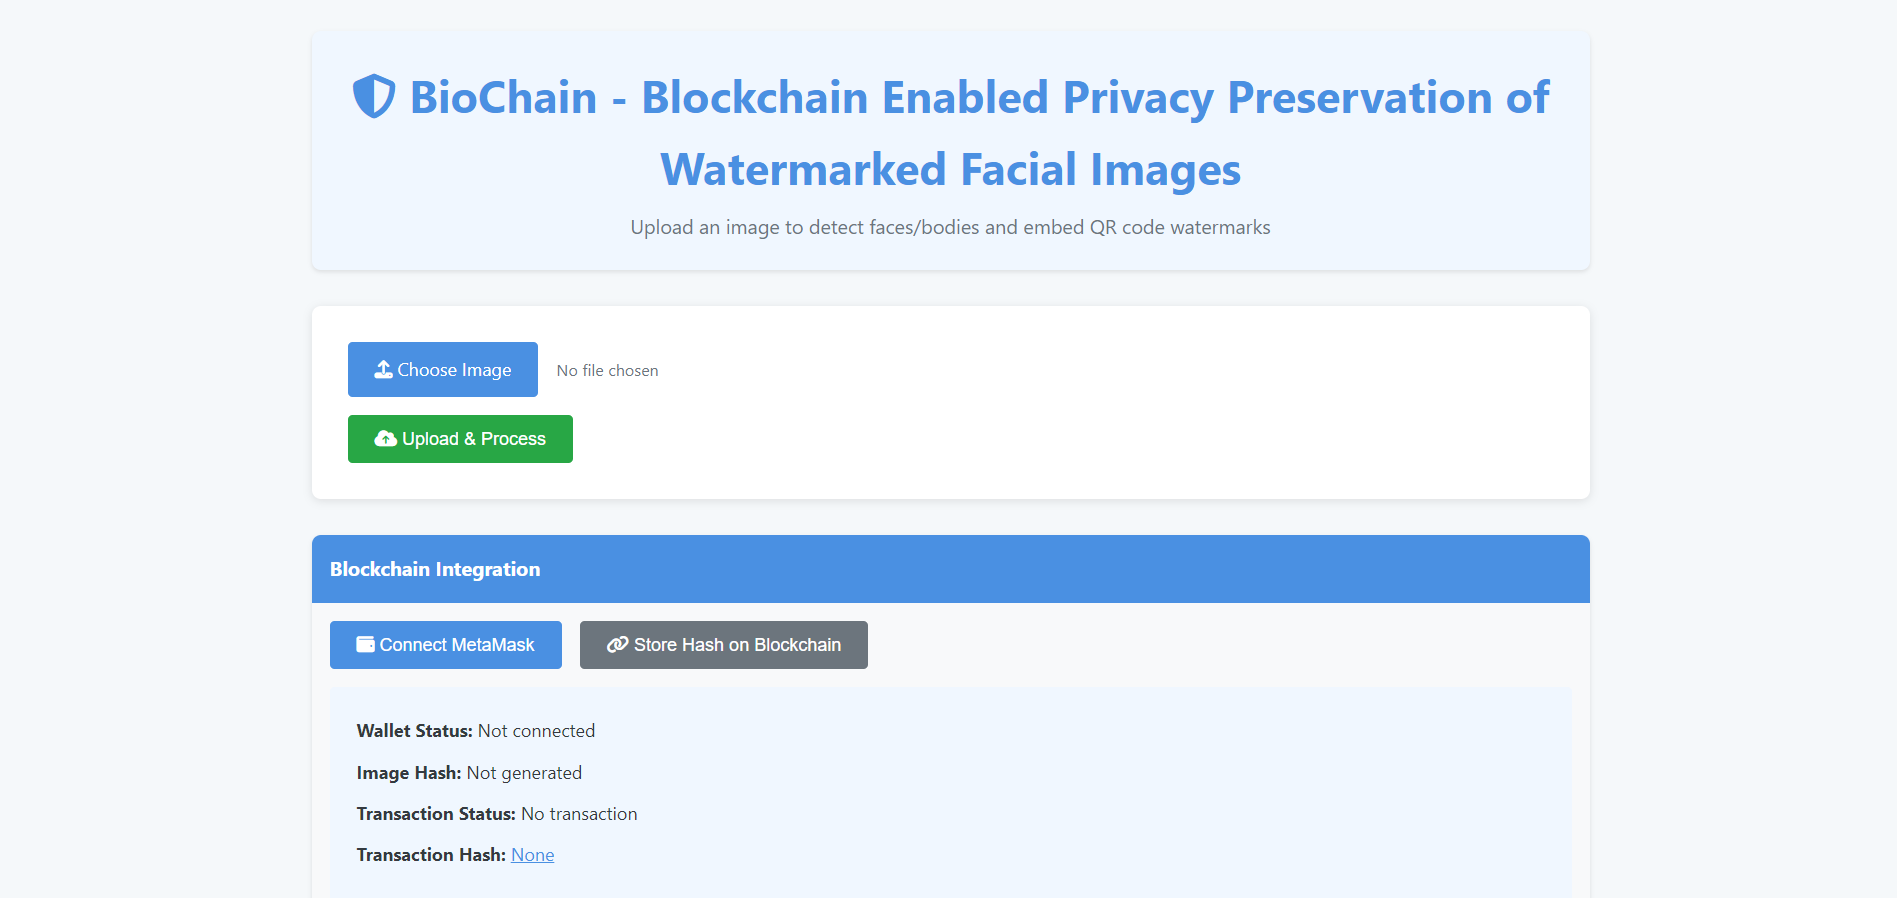 BioChain - Blockchain Enabled Privacy Preservation of
Watermarked Facial Images
Upload an image to detect faces/bodies and embed QR code watermarks
Choose Image No file chosen
Upload & Process
Blockchain Integration
Connect MetaMask Store Hash on Blockchain
Wallet Status: Not connected
Image Hash: Not generated
Transaction Status: No transaction
Transaction Hash: None